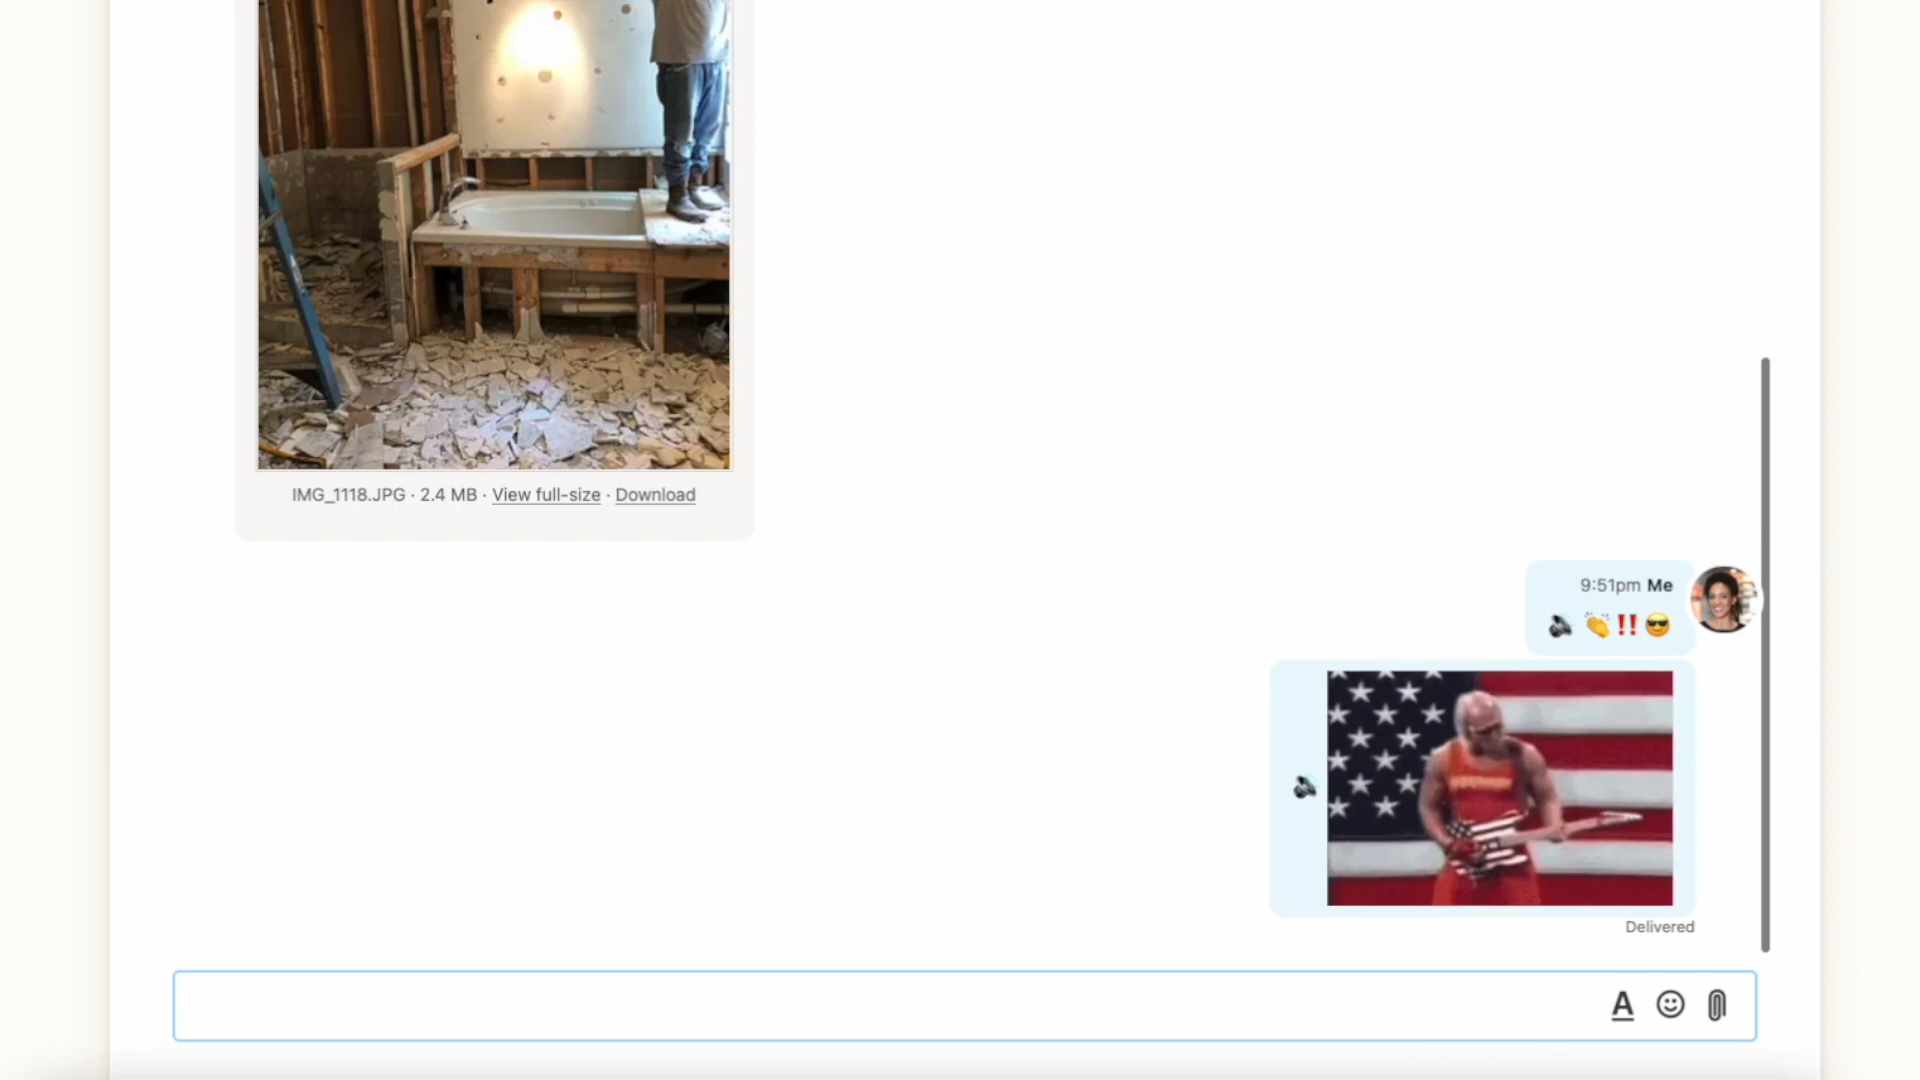 IMG_1118.JPG · 2.4 MB · View full-size · Download
9:51pm Me
🔊 👏‼️😎
🔊
Delivered
A